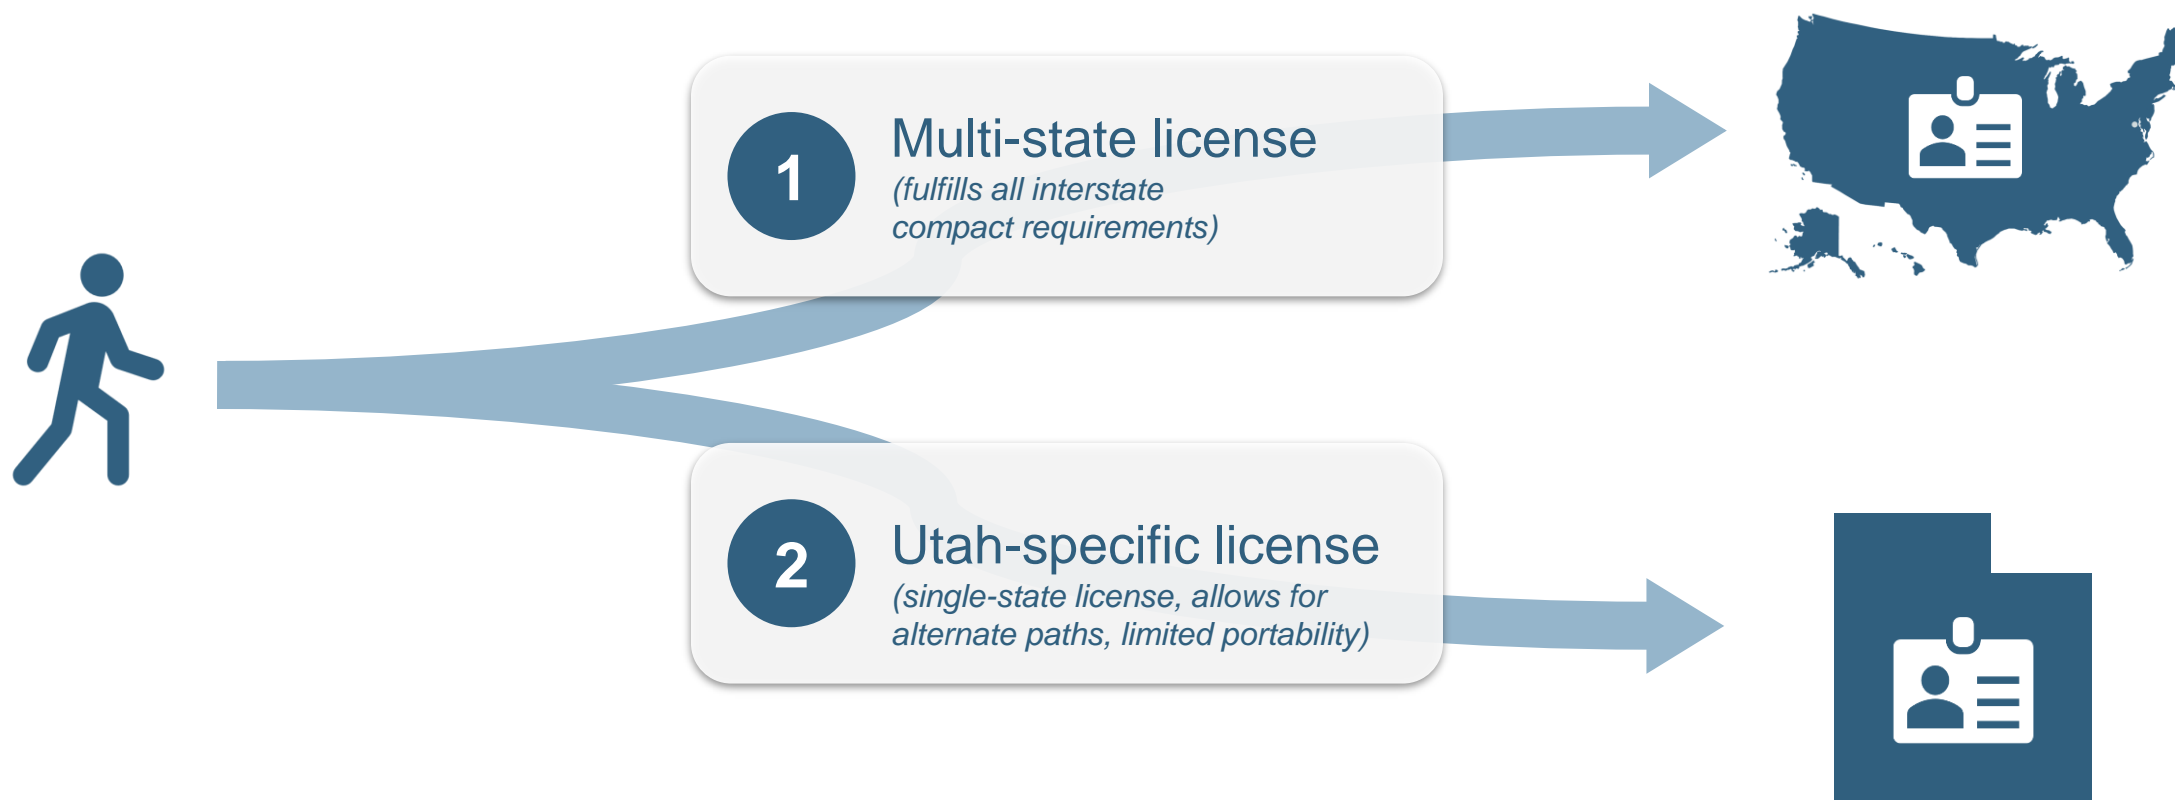 1
Multi-state license
(fulfills all interstate
compact requirements)
2
Utah-specific license
(single-state license, allows for
alternate paths, limited portability)